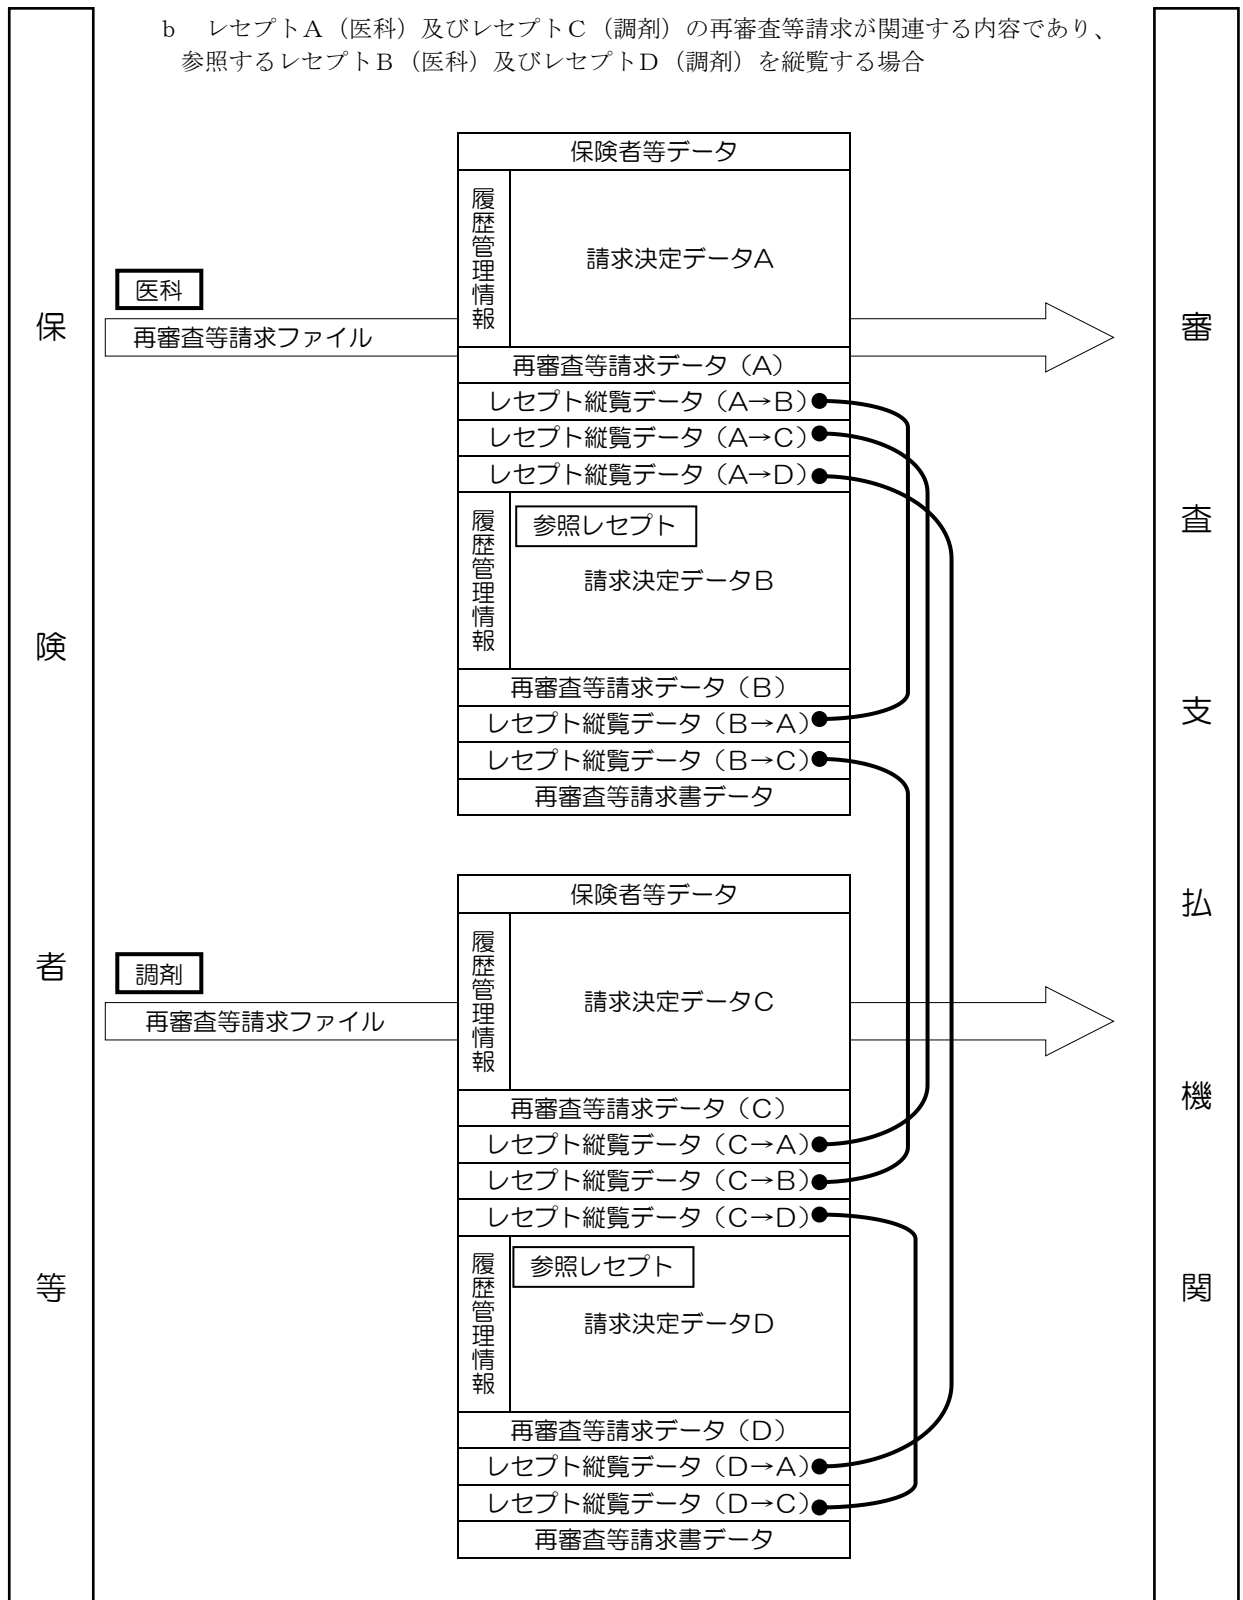 b　レセプトＡ（医科）及びレセプトＣ（調剤）の再審査等請求が関連する内容であり、
参照するレセプトＢ（医科）及びレセプトＤ（調剤）を縦覧する場合
保険者等
審査支払機関
医科
再審査等請求ファイル
保険者等データ
履歴管理情報
請求決定データA
再審査等請求データ（A）
レセプト縦覧データ（A→B）
レセプト縦覧データ（A→C）
レセプト縦覧データ（A→D）
履歴管理情報
参照レセプト
請求決定データB
再審査等請求データ（B）
レセプト縦覧データ（B→A）
レセプト縦覧データ（B→C）
再審査等請求書データ
調剤
再審査等請求ファイル
保険者等データ
履歴管理情報
請求決定データC
再審査等請求データ（C）
レセプト縦覧データ（C→A）
レセプト縦覧データ（C→B）
レセプト縦覧データ（C→D）
履歴管理情報
参照レセプト
請求決定データD
再審査等請求データ（D）
レセプト縦覧データ（D→A）
レセプト縦覧データ（D→C）
再審査等請求書データ